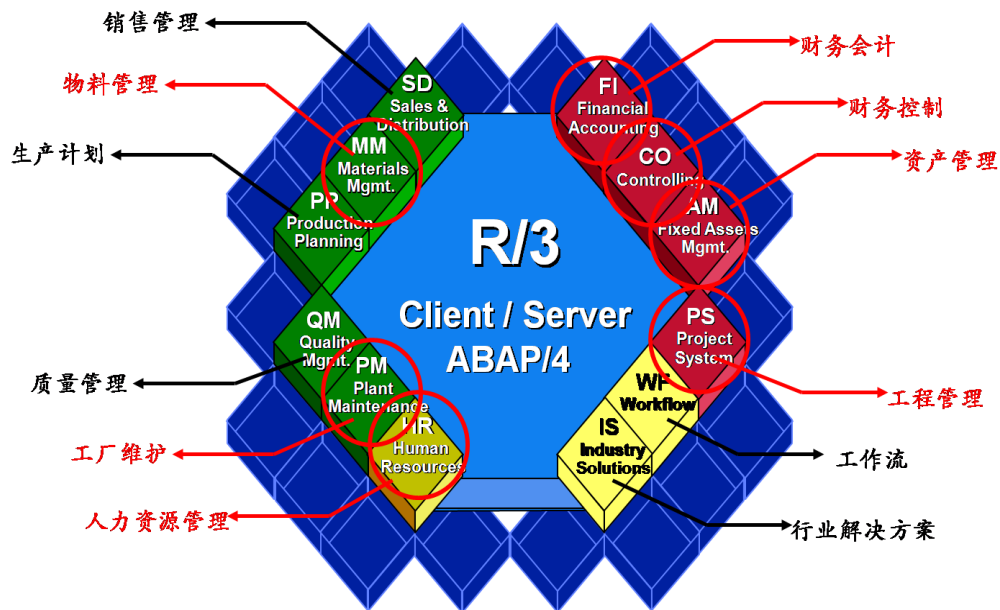 销售管理
物料管理
生产计划
质量管理
工厂维护
人力资源管理
SD
Sales &
Distribution
MM
Materials
Mgmt.
PP
Production
Planning
QM
Quality
Mgmt.
PM
Plant
Maintenance
HR
Human
Resources
R/3
Client / Server
ABAP/4
FI
Financial
Accounting
CO
Controlling
AM
Fixed Assets
Mgmt.
PS
Project
System
WF
Workflow
IS
Industry
Solutions
财务会计
财务控制
资产管理
工程管理
工作流
行业解决方案